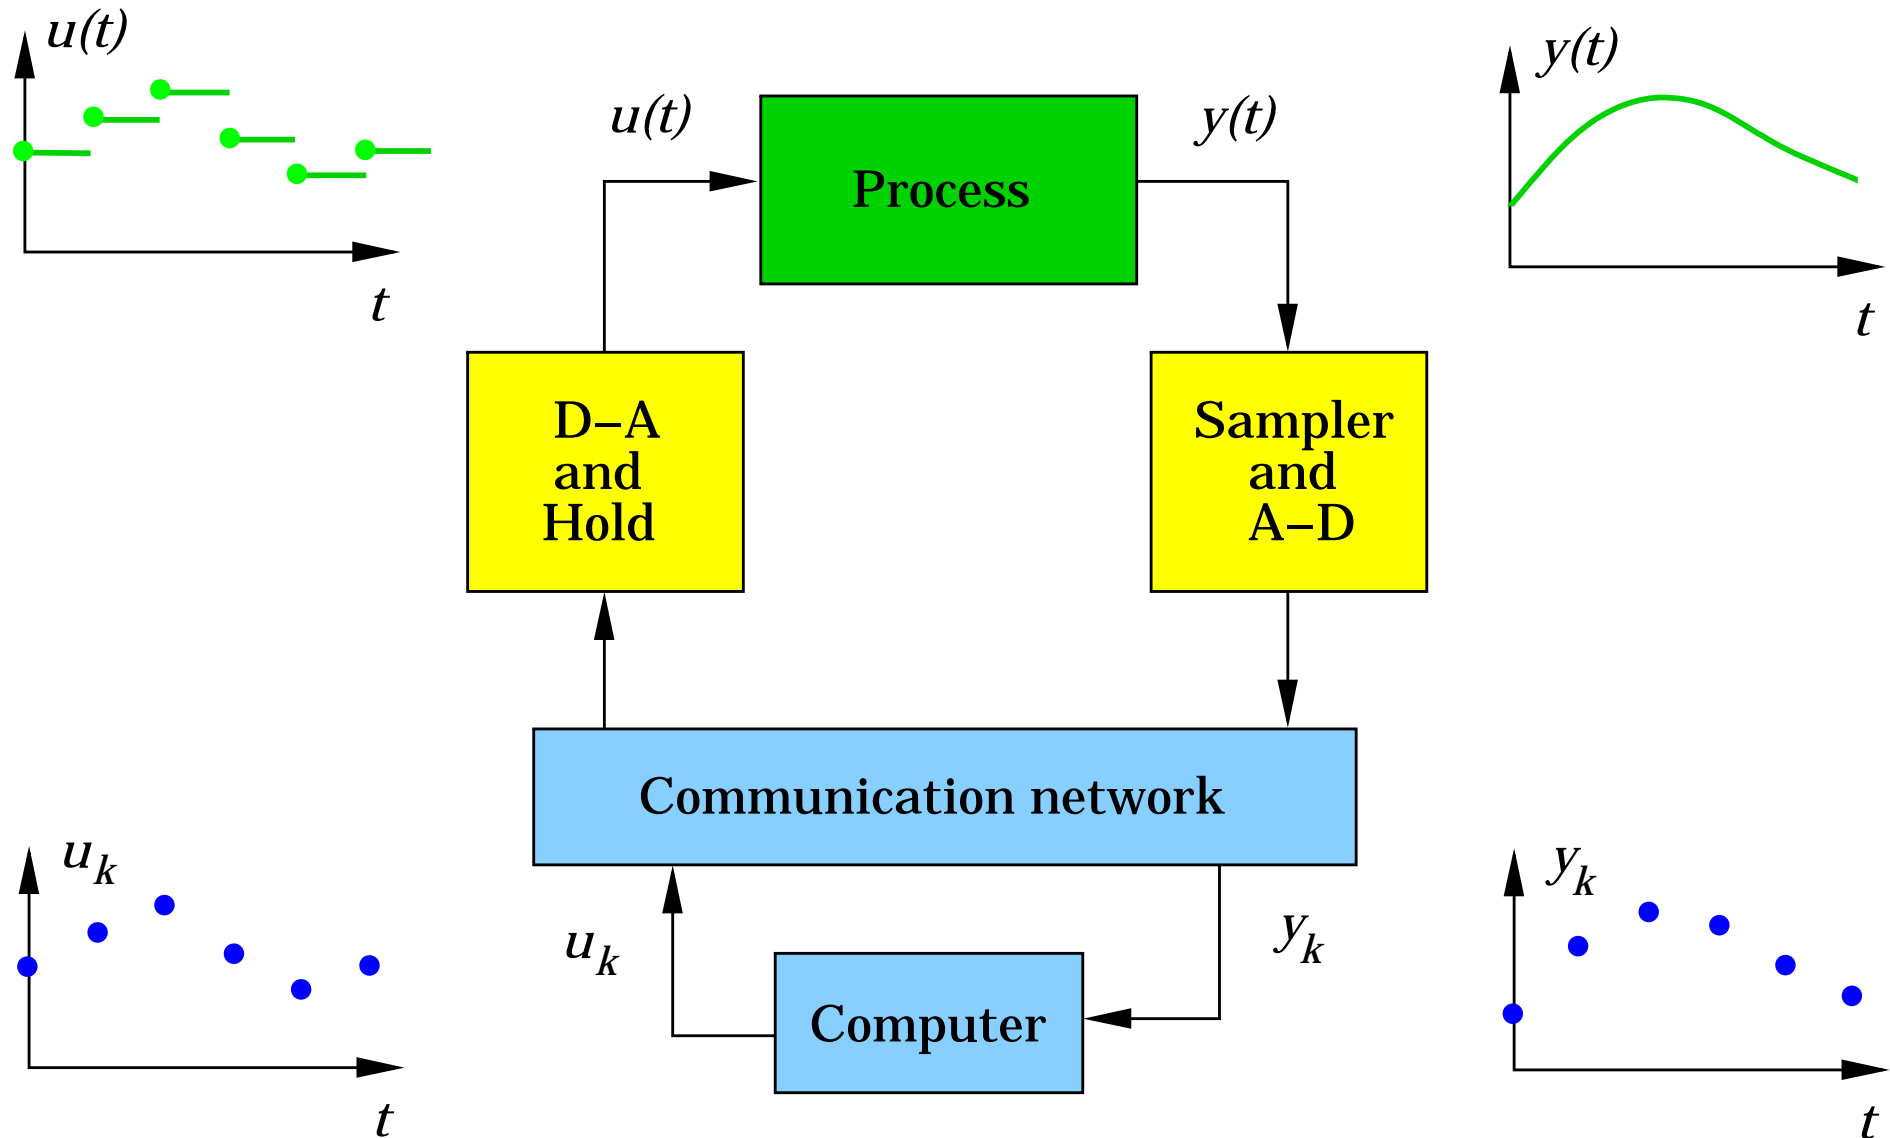 u(t)
t
u(t)
Process
y(t)
y(t)
t
D–A
and
Hold
Sampler
and
A–D
Communication network
u_k
t
u_k
Computer
y_k
y_k
t